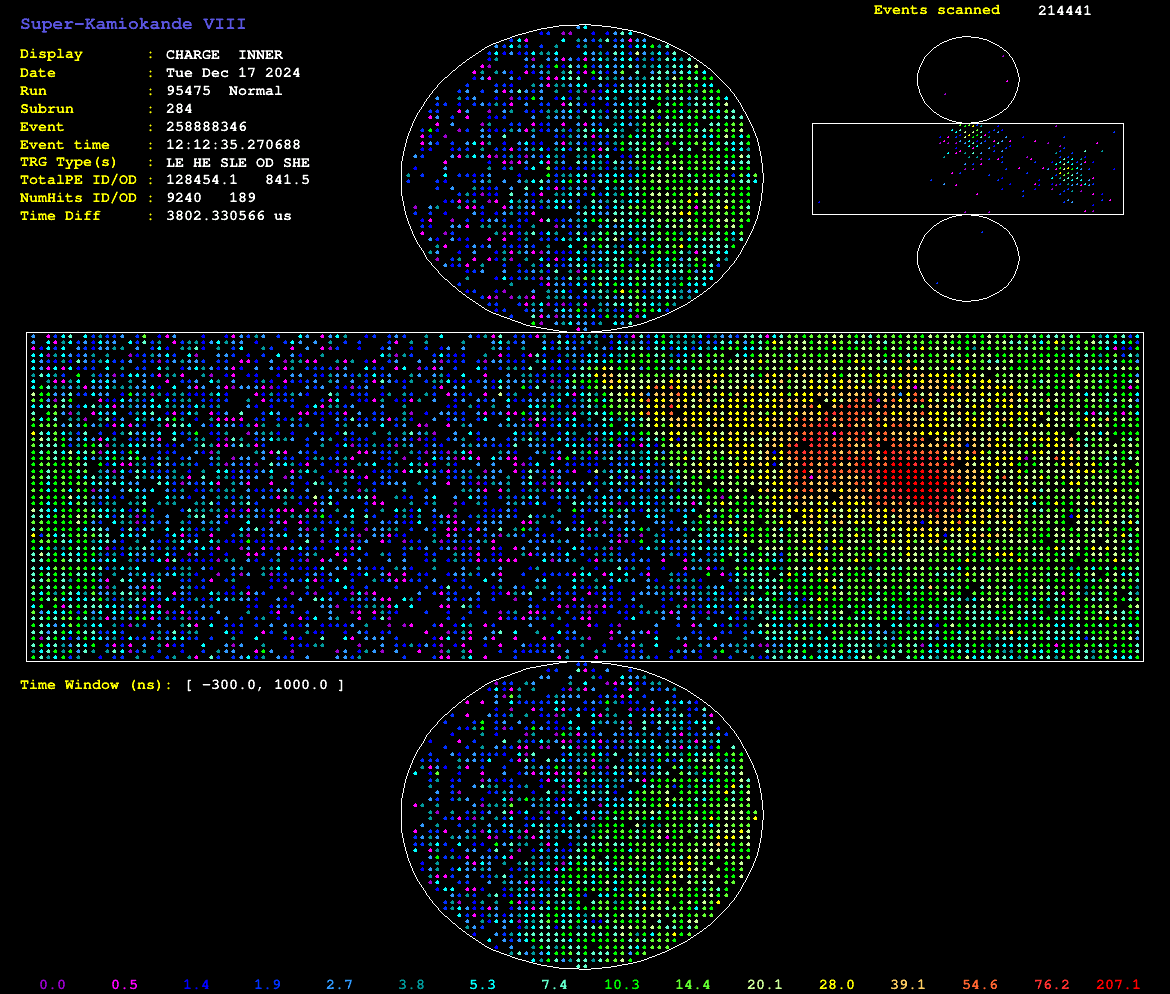 Super-Kamiokande VIII
Events scanned 214441
Display : CHARGE INNER
Date : Tue Dec 17 2024
Run : 95475 Normal
Subrun : 284
Event : 258888346
Event time : 12:12:35.270688
TRG Type(s) : LE HE SLE OD SHE
TotalPE ID/OD : 128454.1 841.5
NumHits ID/OD : 9240 189
Time Diff : 3802.330566 us
Time Window (ns): [ −300.0, 1000.0 ]
0.0 0.5 1.4 1.9 2.7 3.8 5.3 7.4 10.3 14.4 20.1 28.0 39.1 54.6 76.2 207.1